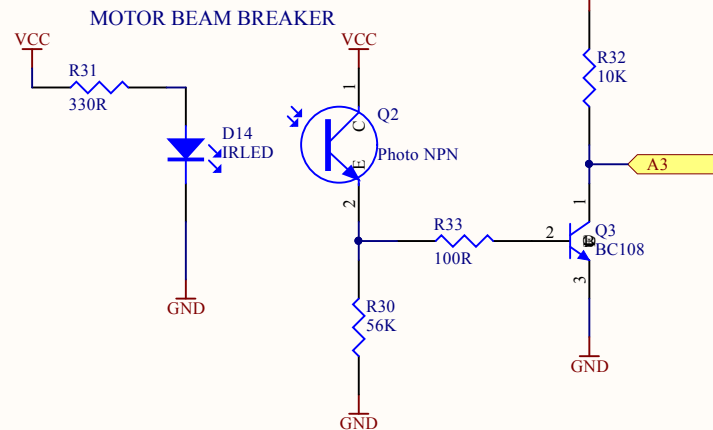 MOTOR BEAM BREAKER
VCC
R31
330R
D14
IRLED
GND
VCC
1
C
Q2
Photo NPN
E
2
R33
100R
R30
56K
GND
R32
10K
A3
1
2
Q3
BC108
3
GND